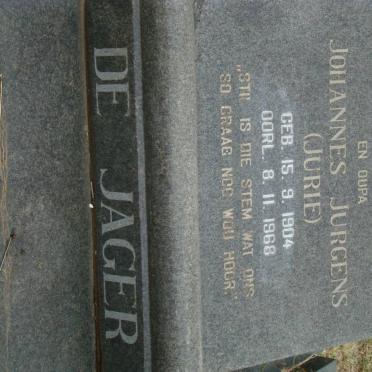 EN OUPA
JOHANNES JURGENS
(JURIE)
GEB. 15. 9. 1904
OORL. 8. 11. 1968
"STIL IS DIE STEM WAT ONS
SO GRAAG NOG WOU HOOR."
DE JAGER